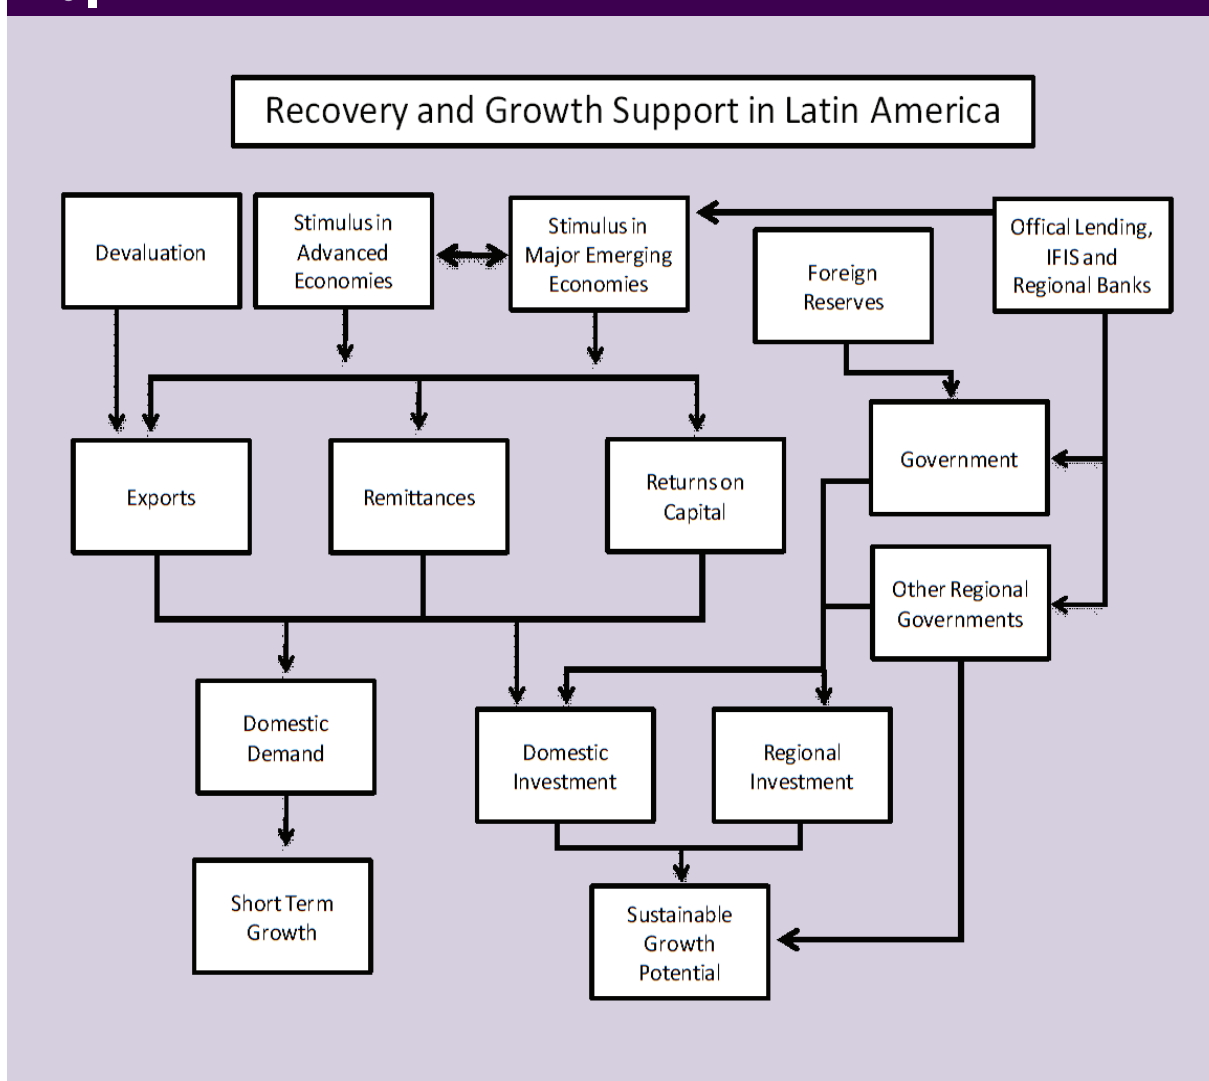 Recovery and Growth Support in Latin America
Devaluation
Stimulus in
Advanced
Economies
Stimulus in
Major Emerging
Economies
Foreign
Reserves
Offical Lending,
IFIS and
Regional Banks
Exports
Remittances
Returns on
Capital
Government
Other Regional
Governments
Domestic
Demand
Domestic
Investment
Regional
Investment
Short Term
Growth
Sustainable
Growth
Potential